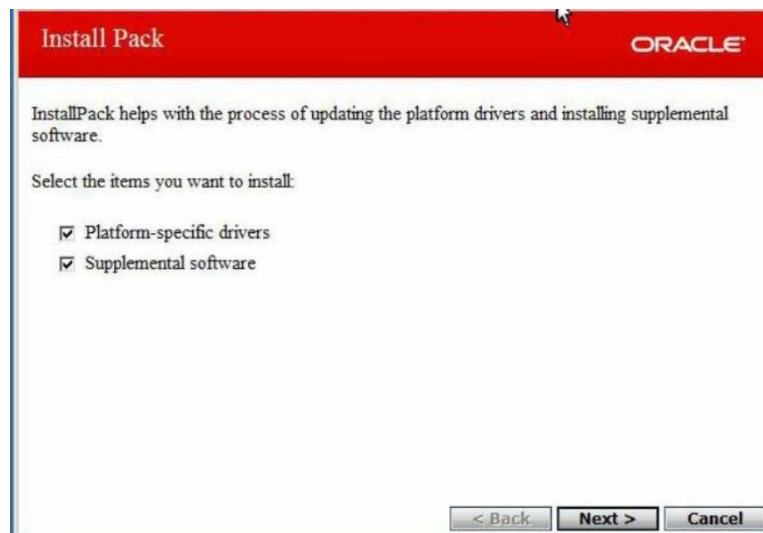 Install Pack
ORACLE
InstallPack helps with the process of updating the platform drivers and installing supplemental
software.
Select the items you want to install:
Platform-specific drivers
Supplemental software
< Back
Next >
Cancel